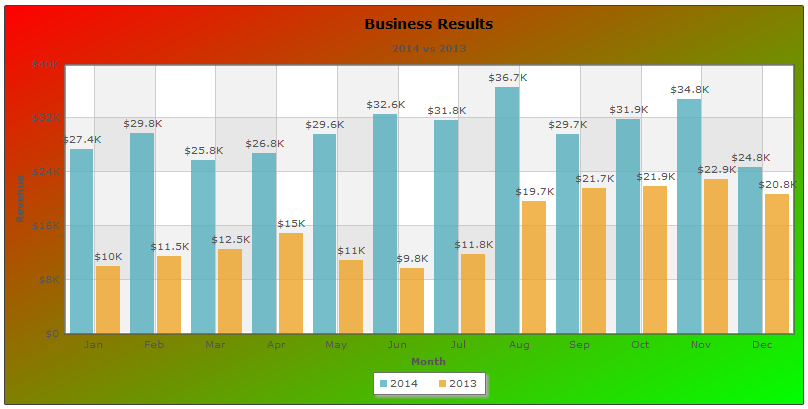 Business Results
2014 vs 2013
$40K
$32K
$24K
$16K
$8K
$0
Revenue
$27.4K
$29.8K
$25.8K
$26.8K
$29.6K
$32.6K
$31.8K
$36.7K
$29.7K
$31.9K
$34.8K
$24.8K
$10K
$11.5K
$12.5K
$15K
$11K
$9.8K
$11.8K
$19.7K
$21.7K
$21.9K
$22.9K
$20.8K
Jan Feb Mar Apr May Jun Jul Aug Sep Oct Nov Dec
Month
2014 2013